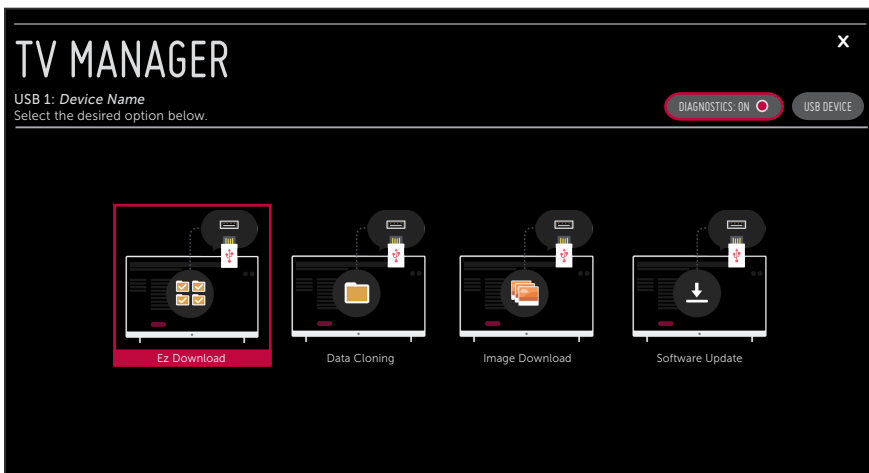 X
TV MANAGER
USB 1: Device Name
Select the desired option below.
DIAGNOSTICS: ON
USB DEVICE
Ez Download
Data Cloning
Image Download
Software Update